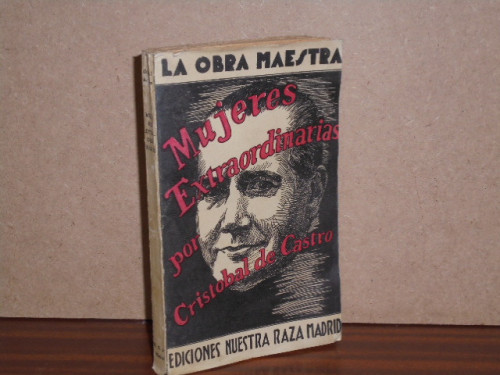 LA OBRA MAESTRA
Mujeres
Extraordinarias
por
Cristobal de Castro
EDICIONES NUESTRA RAZA MADRID